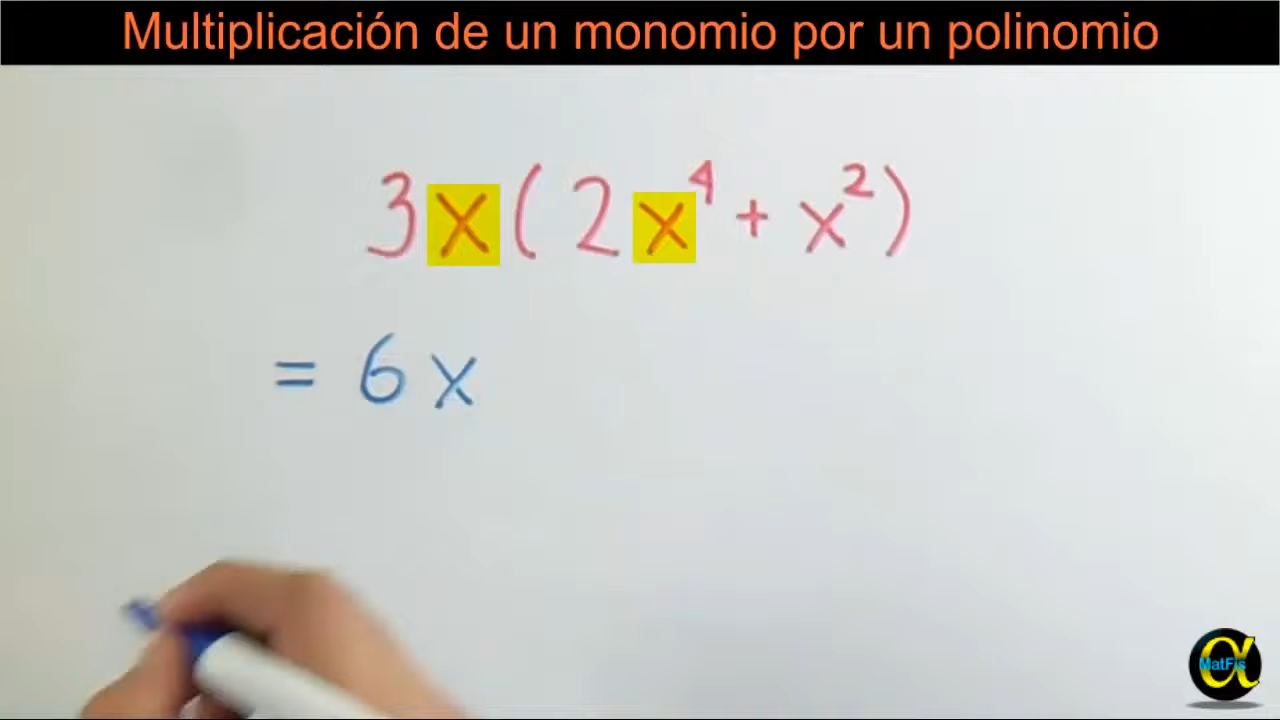 Multiplicación de un monomio por un polinomio
3x(2x⁴ + x²)
= 6x
MatFis
α